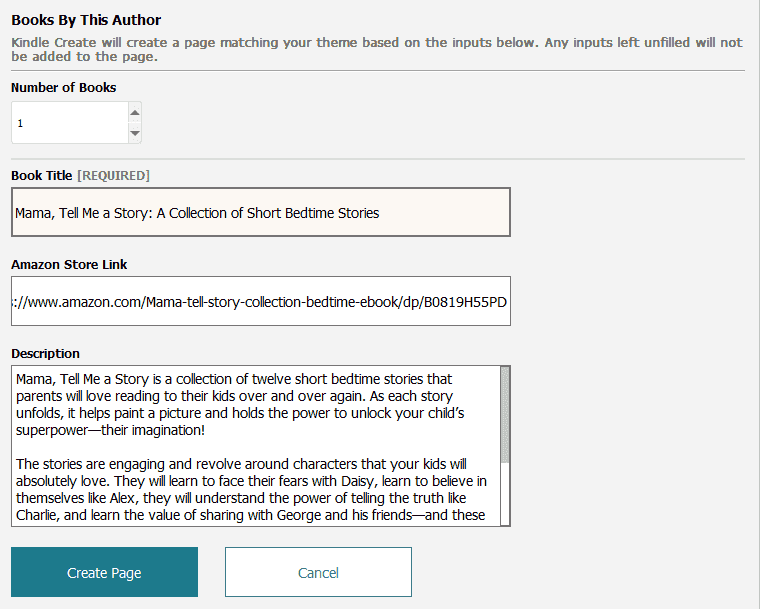 Books By This Author
Kindle Create will create a page matching your theme based on the inputs below. Any inputs left unfilled will not
be added to the page.
Number of Books
1
Book Title [REQUIRED]
Mama, Tell Me a Story: A Collection of Short Bedtime Stories
Amazon Store Link
s://www.amazon.com/Mama-tell-story-collection-bedtime-ebook/dp/B0819H55PD
Description
Mama, Tell Me a Story is a collection of twelve short bedtime stories that
parents will love reading to their kids over and over again. As each story
unfolds, it helps paint a picture and holds the power to unlock your child’s
superpower—their imagination!
The stories are engaging and revolve around characters that your kids will
absolutely love. They will learn to face their fears with Daisy, learn to believe in
themselves like Alex, they will understand the power of telling the truth like
Charlie, and learn the value of sharing with George and his friends—and these
Create Page
Cancel